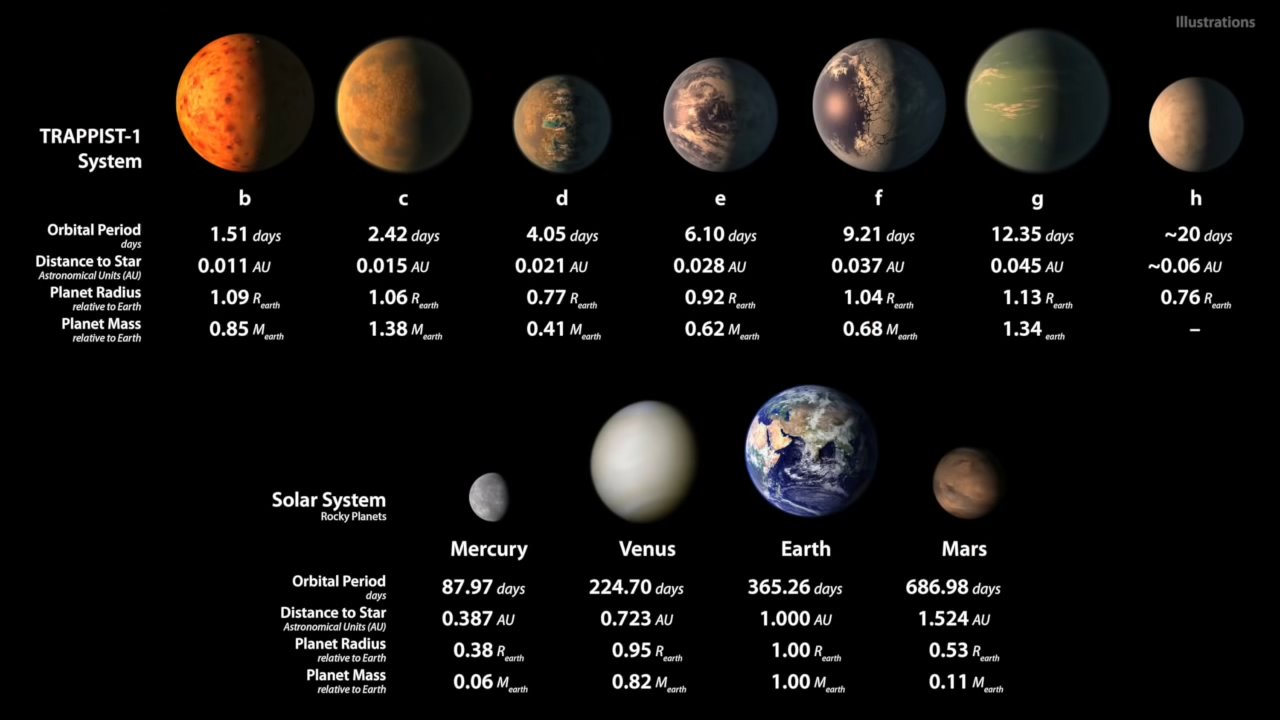 Illustrations
TRAPPIST-1
System
b c d e f g h
Orbital Period 1.51 days 2.42 days 4.05 days 6.10 days 9.21 days 12.35 days ~20 days
days
Distance to Star 0.011 AU 0.015 AU 0.021 AU 0.028 AU 0.037 AU 0.045 AU ~0.06 AU
Astronomical Units (AU)
Planet Radius 1.09 Rearth 1.06 Rearth 0.77 Rearth 0.92 Rearth 1.04 Rearth 1.13 Rearth 0.76 Rearth
relative to Earth
Planet Mass 0.85 Mearth 1.38 Mearth 0.41 Mearth 0.62 Mearth 0.68 Mearth 1.34 earth –
relative to Earth
Solar System
Rocky Planets
Mercury Venus Earth Mars
Orbital Period 87.97 days 224.70 days 365.26 days 686.98 days
days
Distance to Star 0.387 AU 0.723 AU 1.000 AU 1.524 AU
Astronomical Units (AU)
Planet Radius 0.38 Rearth 0.95 Rearth 1.00 Rearth 0.53 Rearth
relative to Earth
Planet Mass 0.06 Mearth 0.82 Mearth 1.00 Mearth 0.11 Mearth
relative to Earth